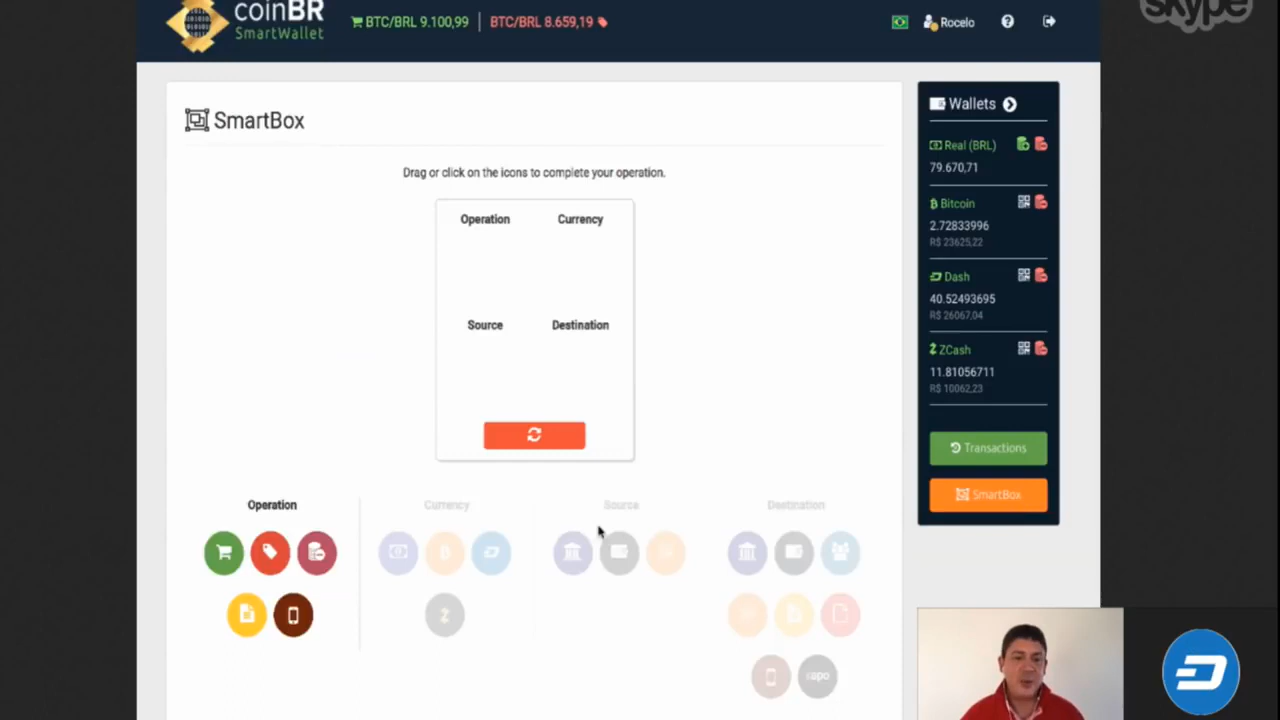 coinBR
SmartWallet
BTC/BRL 9.100,99
BTC/BRL 8.659,19
Rocelo
skype
SmartBox
Drag or click on the icons to complete your operation.
Operation Currency
Source Destination
Operation
Currency
Source
Destination
xapo
Wallets
Real (BRL)
79.670,71
Bitcoin
2.72833996
R$ 23625,22
Dash
40.52493695
R$ 26067,04
ZCash
11.81056711
R$ 10062,23
Transactions
SmartBox